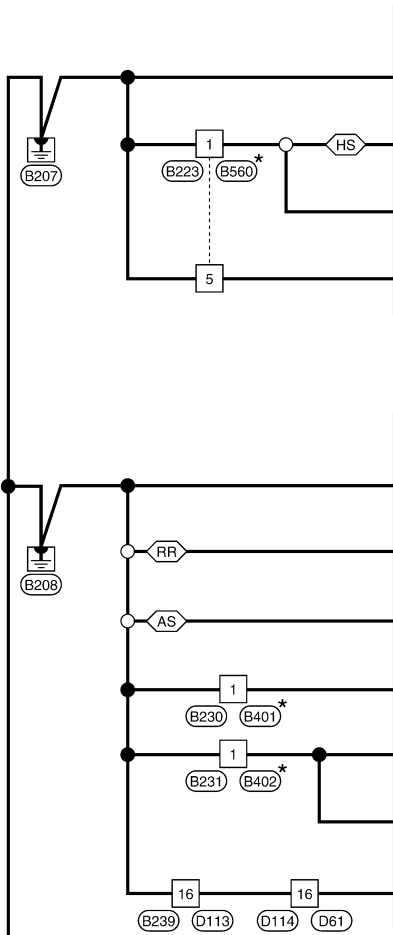 1
HS
B223 B560 *
B207
5
RR
B208
AS
1
B230 B401 *
1
B231 B402 *
16 16
B239 D113 D114 D61